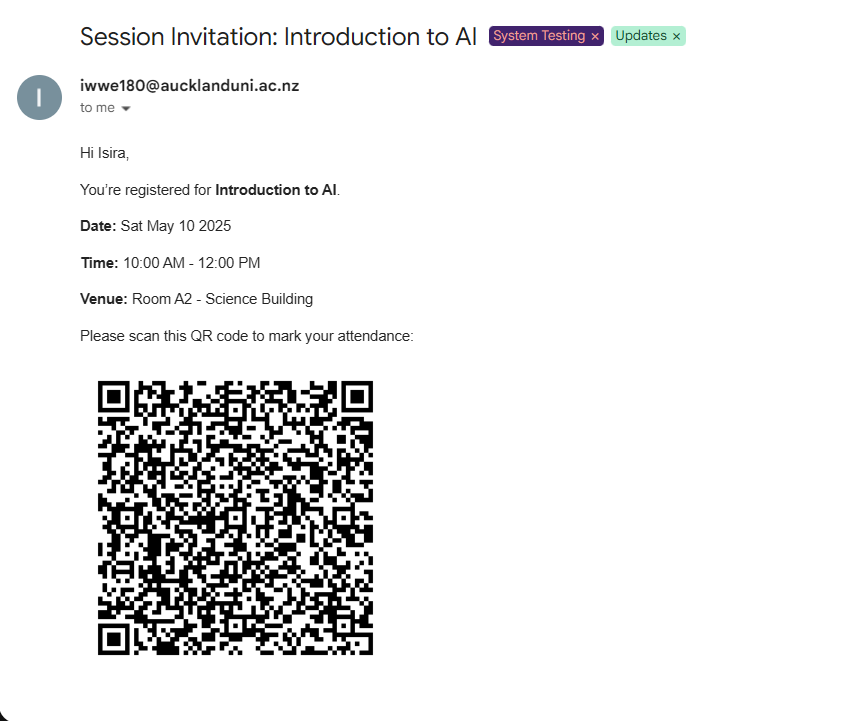 Session Invitation: Introduction to AI System Testing × Updates ×
I
iwwe180@aucklanduni.ac.nz
to me
Hi Isira,
You’re registered for Introduction to AI.
Date: Sat May 10 2025
Time: 10:00 AM - 12:00 PM
Venue: Room A2 - Science Building
Please scan this QR code to mark your attendance: